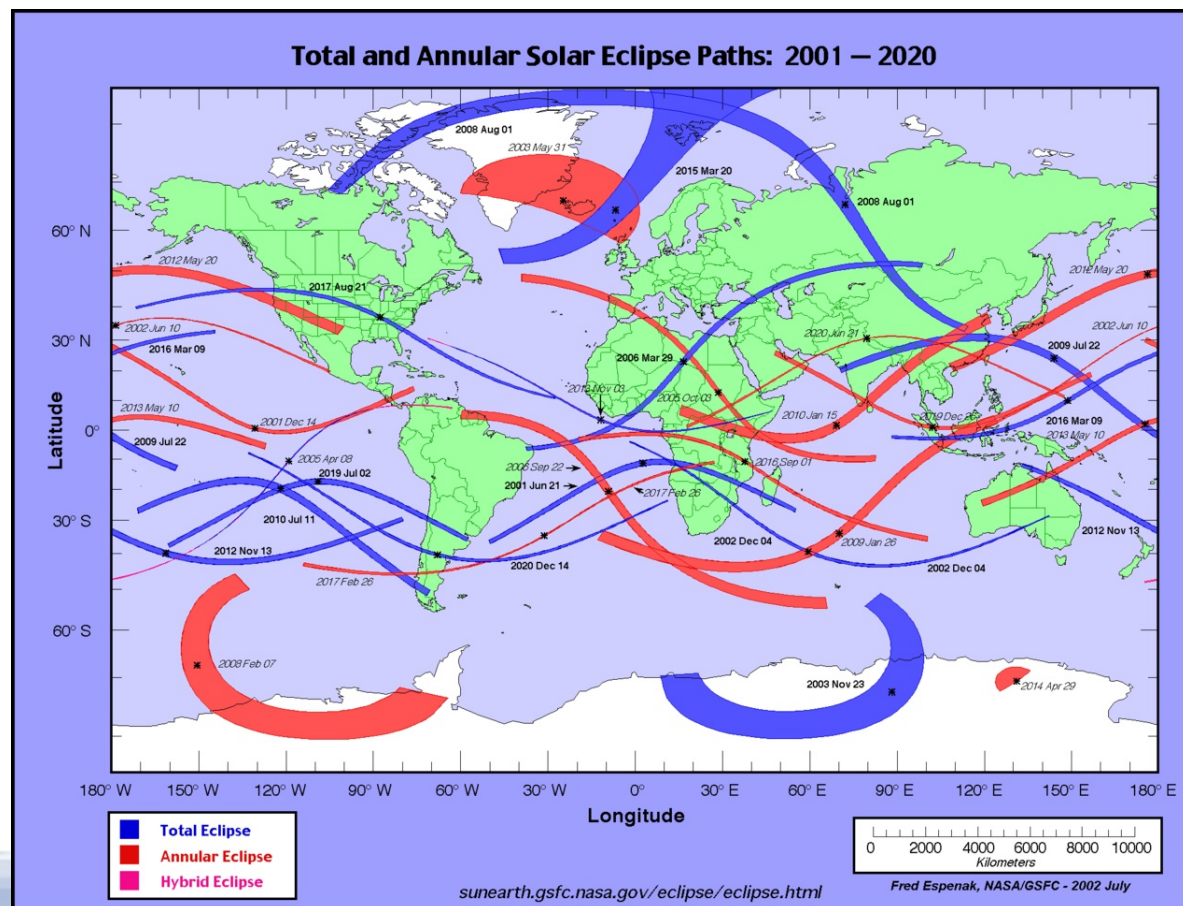 Total and Annular Solar Eclipse Paths: 2001 — 2020
2008 Aug 01
2003 May 31
2015 Mar 20
2008 Aug 01
60° N
2012 May 20
2012 May 20
2017 Aug 21
2002 Jun 10
2020 Jun 21
2002 Jun 10
2009 Jul 22
30° N
2016 Mar 09
2006 Mar 29
2013 Nov 03
2005 Oct 03
2013 May 10
2001 Dec 14
2010 Jan 15
2019 Dec 26
2016 Mar 09
2013 May 10
0°
Latitude
2009 Jul 22
2005 Apr 08
2006 Sep 22
2016 Sep 01
2019 Jul 02
2001 Jun 21
2017 Feb 26
30° S
2010 Jul 11
2012 Nov 13
2012 Nov 13
2002 Dec 04
2009 Jan 26
2020 Dec 14
2002 Dec 04
2017 Feb 26
60° S
2008 Feb 07
2003 Nov 23
2014 Apr 29
180° W 150° W 120° W 90° W 60° W 30° W 0° 30° E 60° E 90° E 120° E 150° E 180° E
Longitude
Total Eclipse
Annular Eclipse
Hybrid Eclipse
0 2000 4000 6000 8000 10000
Kilometers
sunearth.gsfc.nasa.gov/eclipse/eclipse.html
Fred Espenak, NASA/GSFC - 2002 July